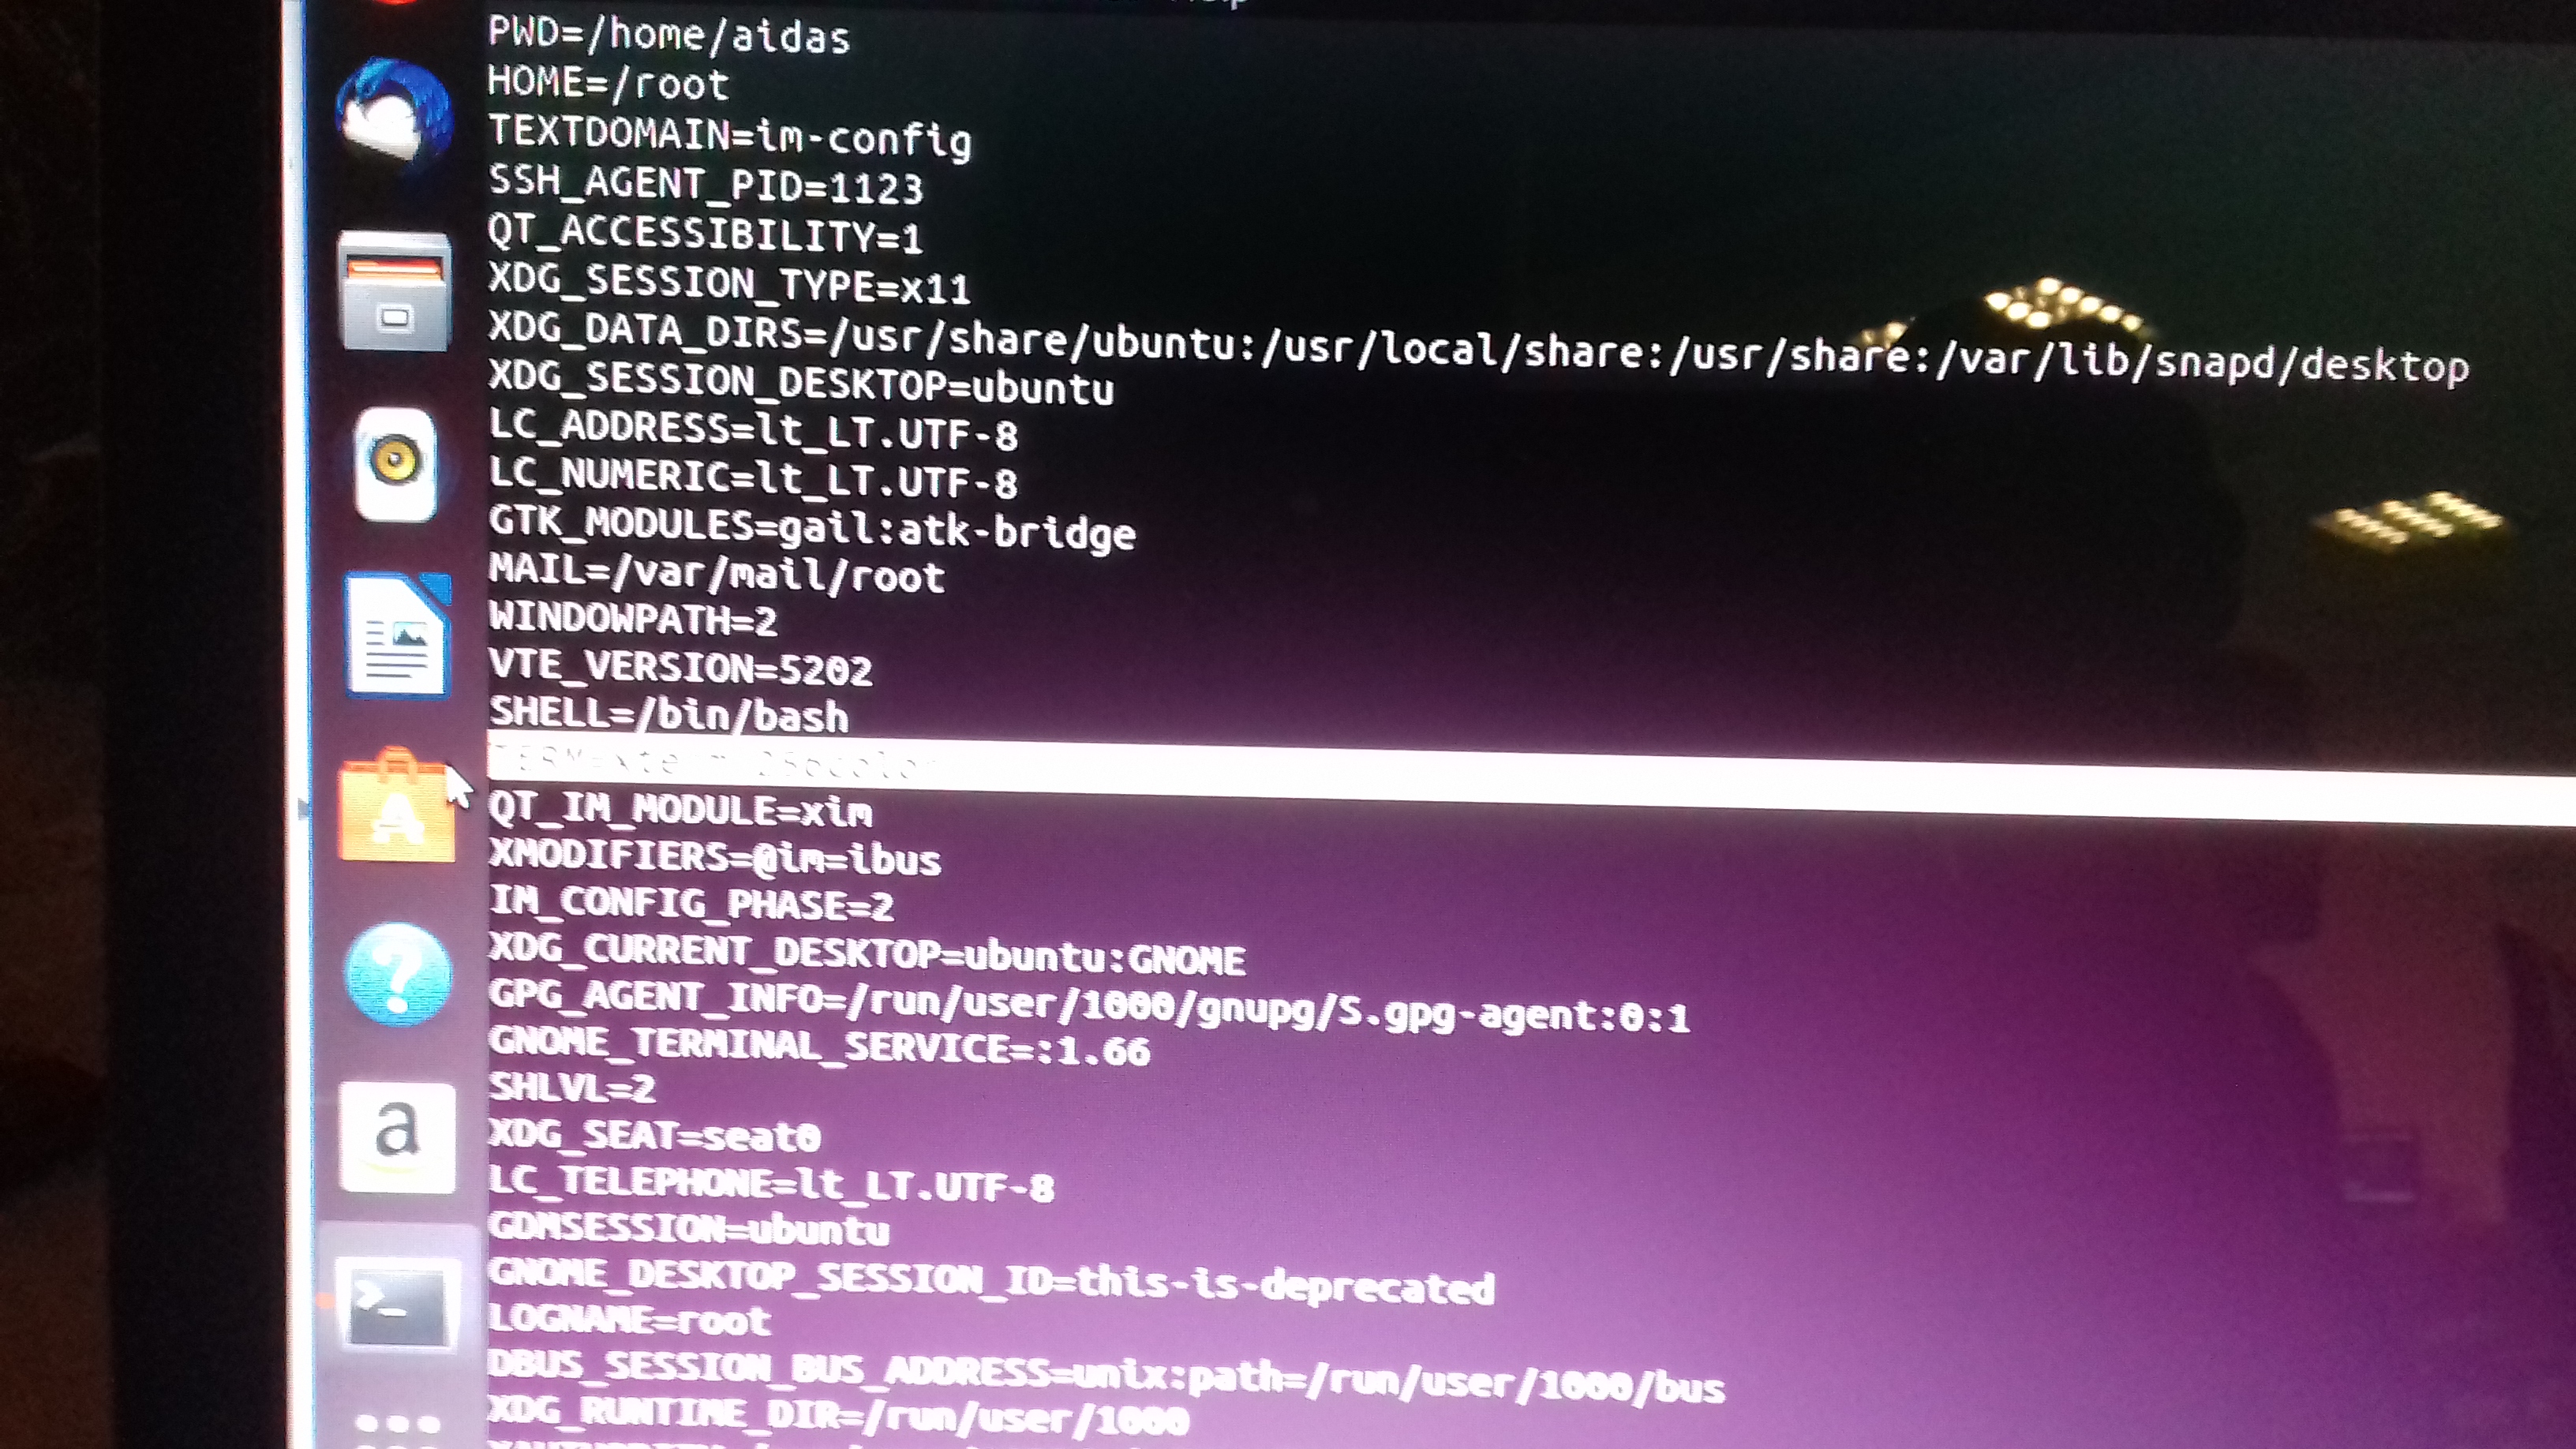 PWD=/home/aidas
HOME=/root
TEXTDOMAIN=im-config
SSH_AGENT_PID=1123
QT_ACCESSIBILITY=1
XDG_SESSION_TYPE=x11
XDG_DATA_DIRS=/usr/share/ubuntu:/usr/local/share:/usr/share:/var/lib/snapd/desktop
XDG_SESSION_DESKTOP=ubuntu
LC_ADDRESS=lt_LT.UTF-8
LC_NUMERIC=lt_LT.UTF-8
GTK_MODULES=gail:atk-bridge
MAIL=/var/mail/root
WINDOWPATH=2
VTE_VERSION=5202
SHELL=/bin/bash
TERM=xterm-256color
QT_IM_MODULE=xim
XMODIFIERS=@im=ibus
IM_CONFIG_PHASE=2
XDG_CURRENT_DESKTOP=ubuntu:GNOME
GPG_AGENT_INFO=/run/user/1000/gnupg/S.gpg-agent:0:1
GNOME_TERMINAL_SERVICE=:1.66
SHLVL=2
XDG_SEAT=seat0
LC_TELEPHONE=lt_LT.UTF-8
GDMSESSION=ubuntu
GNOME_DESKTOP_SESSION_ID=this-is-deprecated
LOGNAME=root
DBUS_SESSION_BUS_ADDRESS=unix:path=/run/user/1000/bus
XDG_RUNTIME_DIR=/run/user/1000